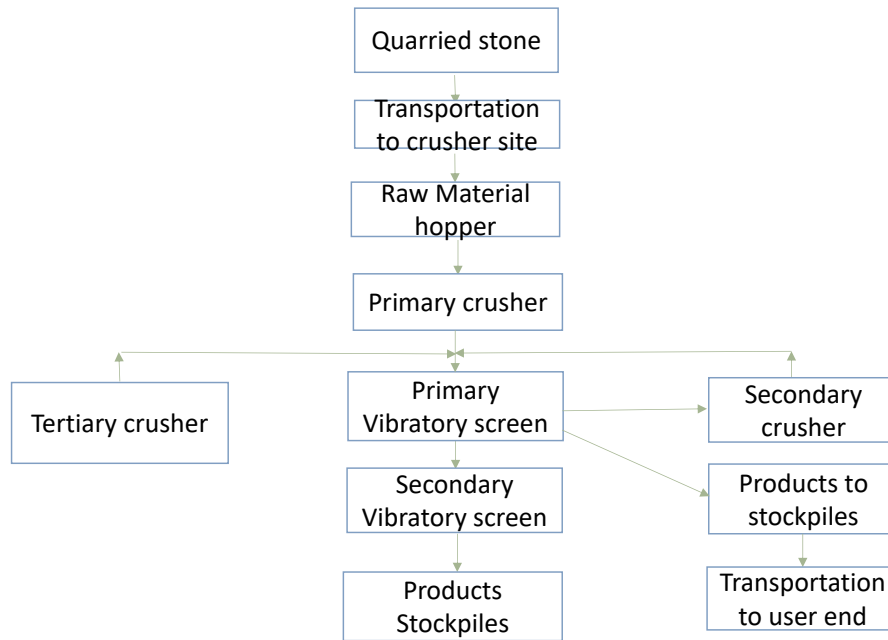 Quarried stone
Transportation
to crusher site
Raw Material
hopper
Primary crusher
Tertiary crusher
Primary
Vibratory screen
Secondary
crusher
Secondary
Vibratory screen
Products to
stockpiles
Products
Stockpiles
Transportation
to user end